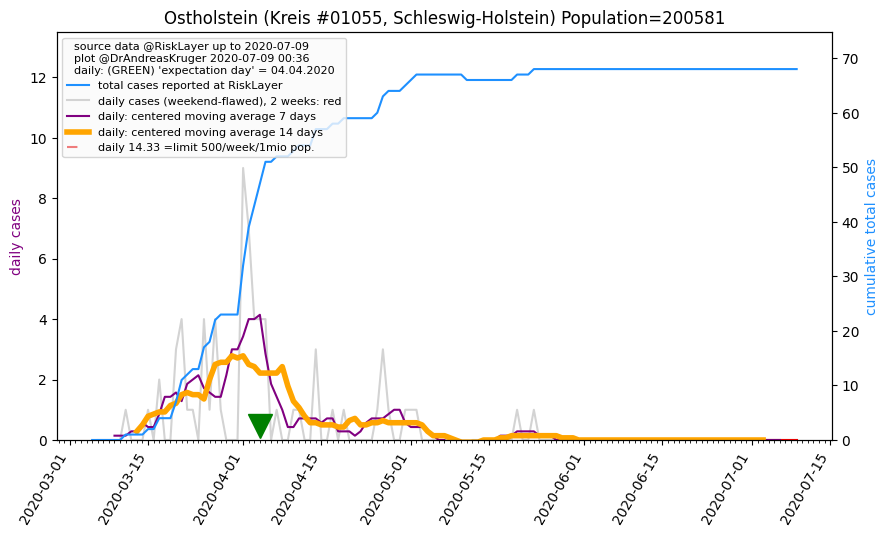 Ostholstein (Kreis #01055, Schleswig-Holstein) Population=200581
source data @RiskLayer up to 2020-07-09
plot @DrAndreasKruger 2020-07-09 00:36
daily: (GREEN) 'expectation day' = 04.04.2020
total cases reported at RiskLayer
daily cases (weekend-flawed), 2 weeks: red
daily: centered moving average 7 days
daily: centered moving average 14 days
daily 14.33 =limit 500/week/1mio pop.
daily cases
12
10
8
6
4
2
0
70
60
50
40
30
20
10
0
cumulative total cases
2020-03-01
2020-03-15
2020-04-01
2020-04-15
2020-05-01
2020-05-15
2020-06-01
2020-06-15
2020-07-01
2020-07-15